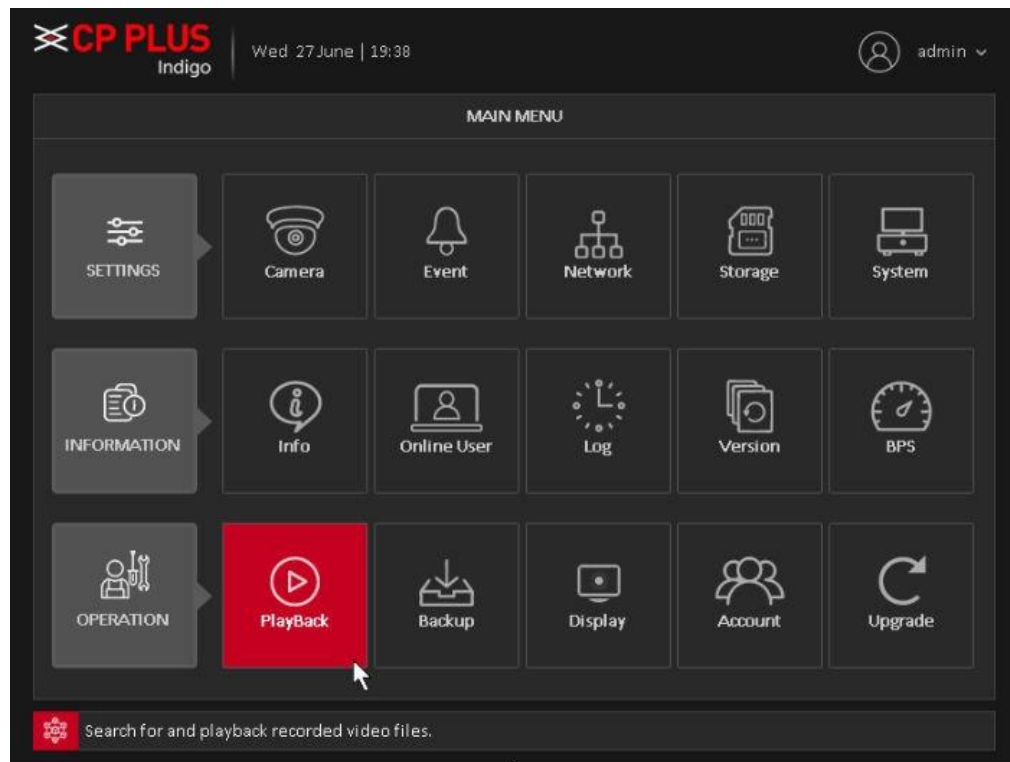 CP PLUS
Indigo
Wed 27 June | 19:38
admin
MAIN MENU
SETTINGS
Camera
Event
Network
Storage
System
INFORMATION
Info
Online User
Log
Version
BPS
OPERATION
PlayBack
Backup
Display
Account
Upgrade
Search for and playback recorded video files.